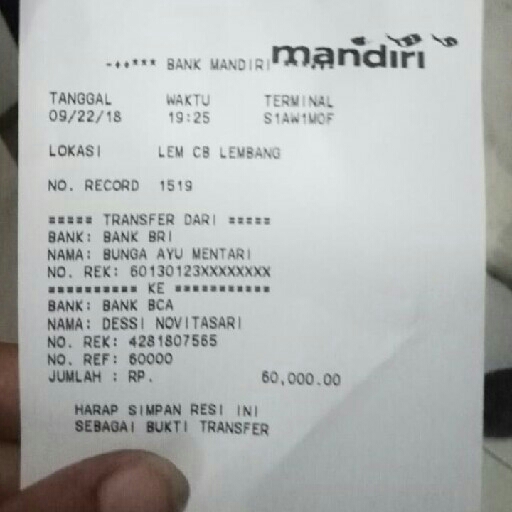 mandiri
-++*** BANK MANDIRI
TANGGAL WAKTU TERMINAL
09/22/18 19:25 S1AW1MOF
LOKASI LEM CB LEMBANG
NO. RECORD 1519
===== TRANSFER DARI =====
BANK: BANK BRI
NAMA: BUNGA AYU MENTARI
NO. REK: 60130123XXXXXXXX
========== KE ===========
BANK: BANK BCA
NAMA: DESSI NOVITASARI
NO. REK: 4281807565
NO. REF: 60000
JUMLAH : RP. 60,000.00
HARAP SIMPAN RESI INI
SEBAGAI BUKTI TRANSFER